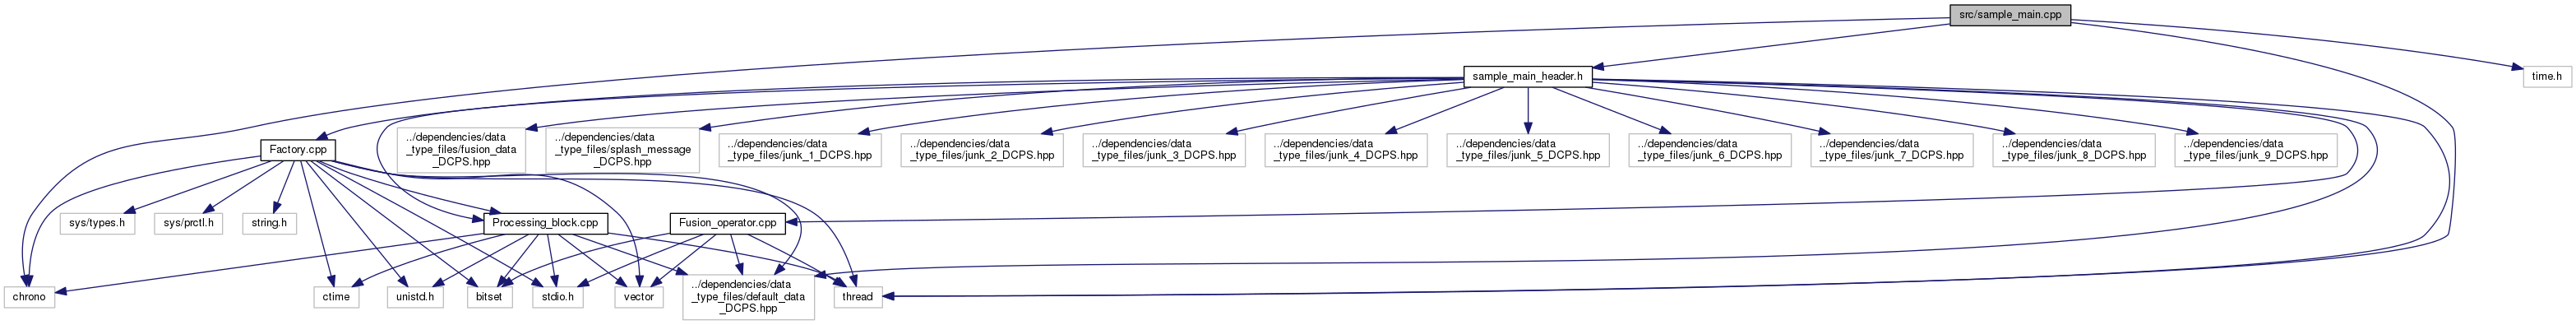 src/sample_main.cpp
sample_main_header.h
time.h
Factory.cpp
../dependencies/data
_type_files/fusion_data
_DCPS.hpp
../dependencies/data
_type_files/splash_message
_DCPS.hpp
../dependencies/data
_type_files/junk_1_DCPS.hpp
../dependencies/data
_type_files/junk_2_DCPS.hpp
../dependencies/data
_type_files/junk_3_DCPS.hpp
../dependencies/data
_type_files/junk_4_DCPS.hpp
../dependencies/data
_type_files/junk_5_DCPS.hpp
../dependencies/data
_type_files/junk_6_DCPS.hpp
../dependencies/data
_type_files/junk_7_DCPS.hpp
../dependencies/data
_type_files/junk_8_DCPS.hpp
../dependencies/data
_type_files/junk_9_DCPS.hpp
sys/types.h
sys/prctl.h
string.h
Processing_block.cpp
Fusion_operator.cpp
chrono
ctime
unistd.h
bitset
stdio.h
vector
../dependencies/data
_type_files/default_data
_DCPS.hpp
thread